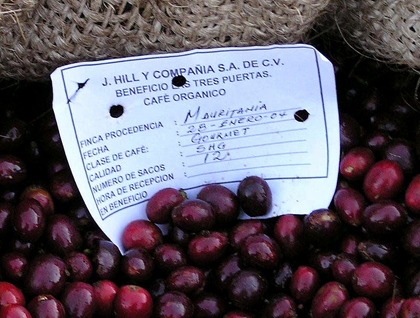 J. HILL Y COMPAÑIA S.A. DE C.V.
BENEFICIO LAS TRES PUERTAS.
CAFÉ ORGANICO
FINCA PROCEDENCIA : MAURITANIA
FECHA : 28-ENERO-04
CLASE DE CAFÉ: : GOURMET
CALIDAD : SHG
NUMERO DE SACOS : 12
HORA DE RECEPCION
EN BENEFICIO :